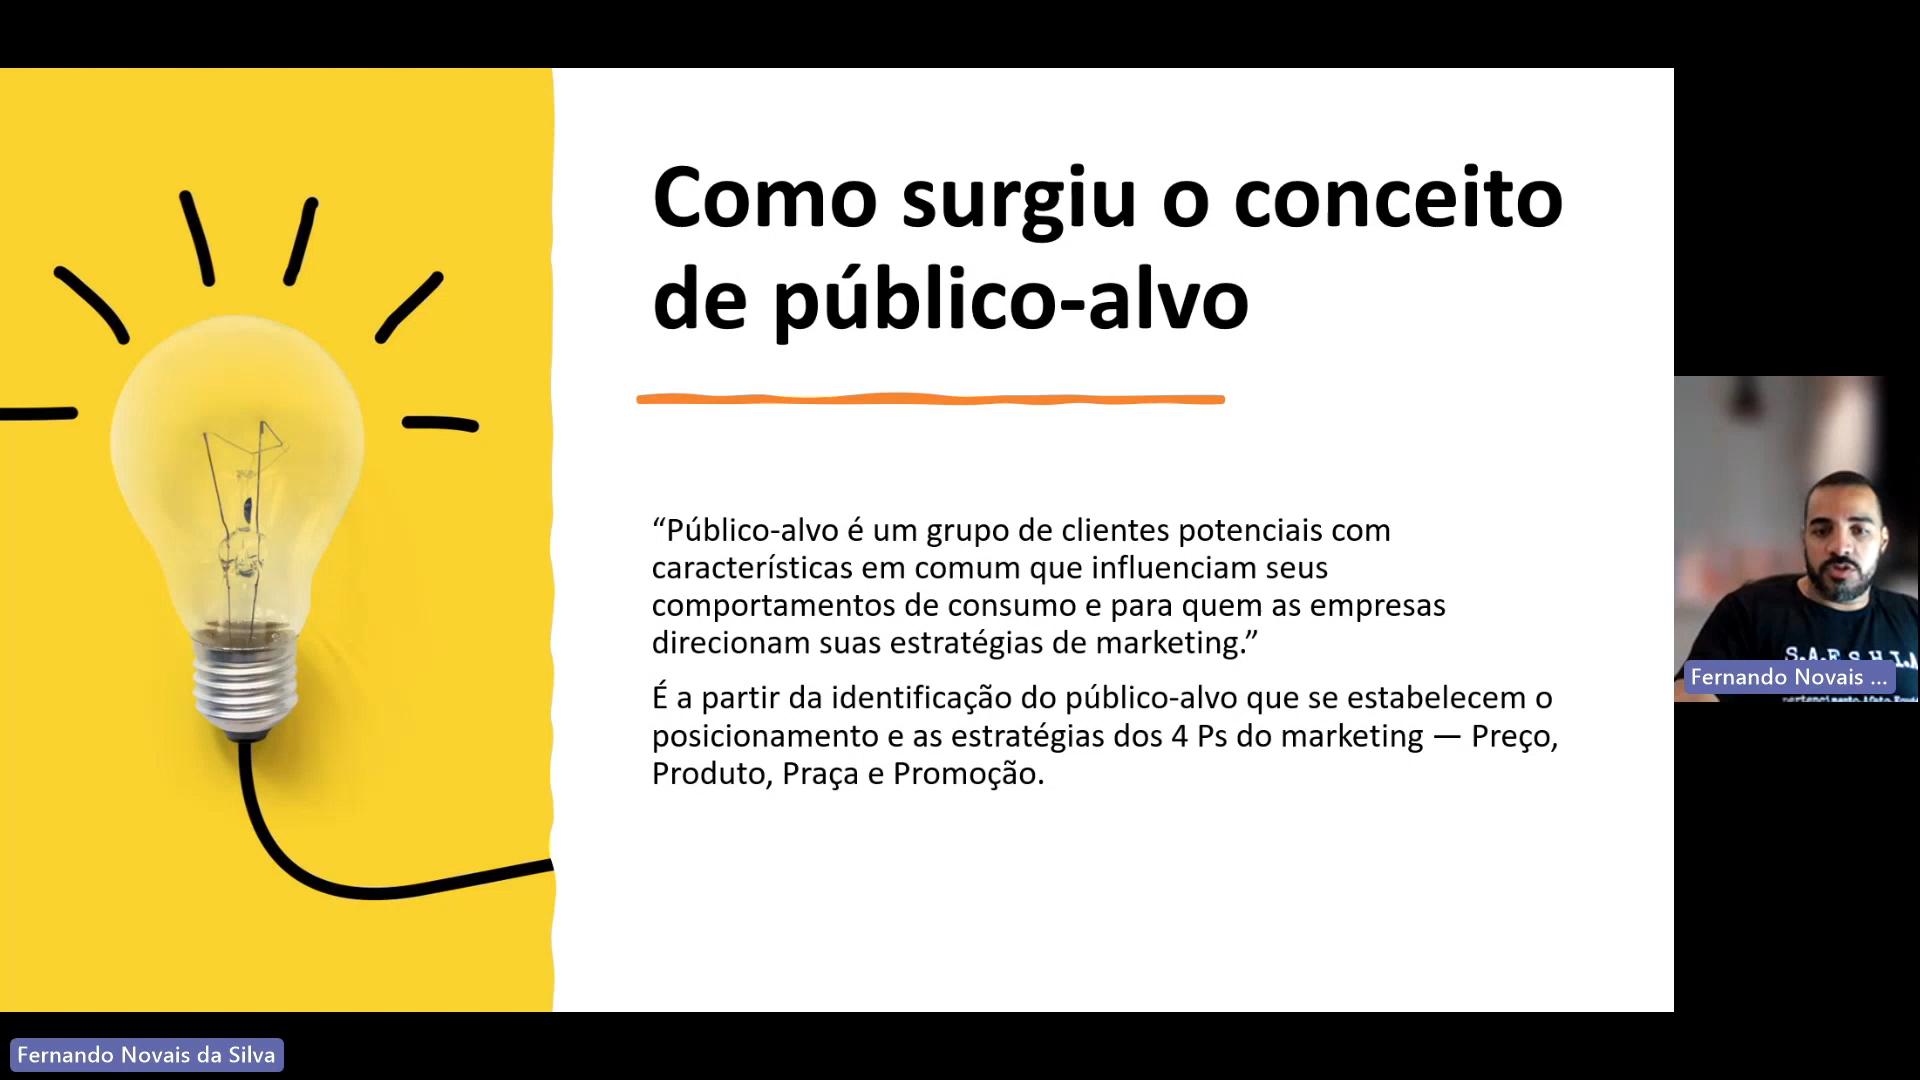 Como surgiu o conceito
de público-alvo
“Público-alvo é um grupo de clientes potenciais com
características em comum que influenciam seus
comportamentos de consumo e para quem as empresas
direcionam suas estratégias de marketing.”
É a partir da identificação do público-alvo que se estabelecem o
posicionamento e as estratégias dos 4 Ps do marketing — Preço,
Produto, Praça e Promoção.
Fernando Novais ...
Fernando Novais da Silva